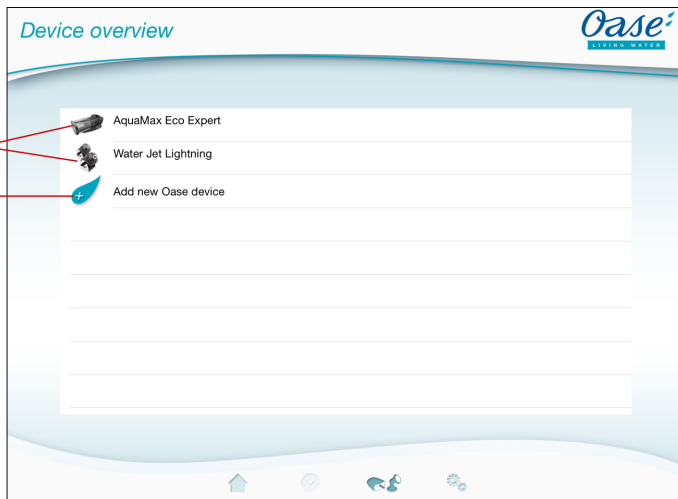 Device overview
Oase
LIVING WATER
AquaMax Eco Expert
Water Jet Lightning
Add new Oase device